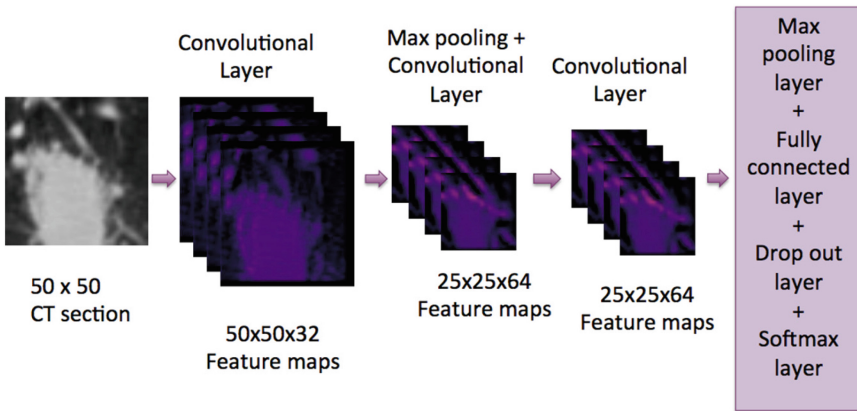 Convolutional
Layer
Max pooling +
Convolutional
Layer
Convolutional
Layer
50 x 50
CT section
50x50x32
Feature maps
25x25x64
Feature maps
25x25x64
Feature maps
Max
pooling
layer
+
Fully
connected
layer
+
Drop out
layer
+
Softmax
layer